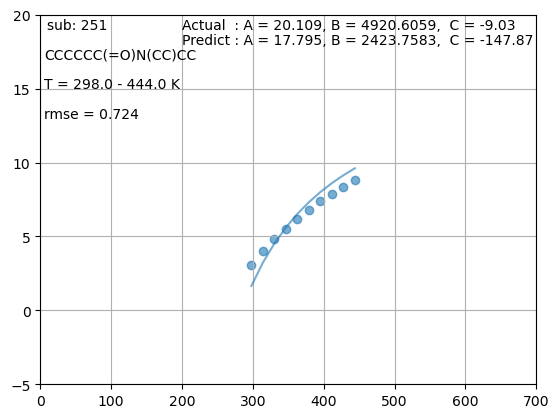 sub: 251
Actual  : A = 20.109, B = 4920.6059,  C = -9.03
Predict : A = 17.795, B = 2423.7583,  C = -147.87
CCCCCC(=O)N(CC)CC
T = 298.0 - 444.0 K
rmse = 0.724
20
15
10
5
0
−5
0 100 200 300 400 500 600 700